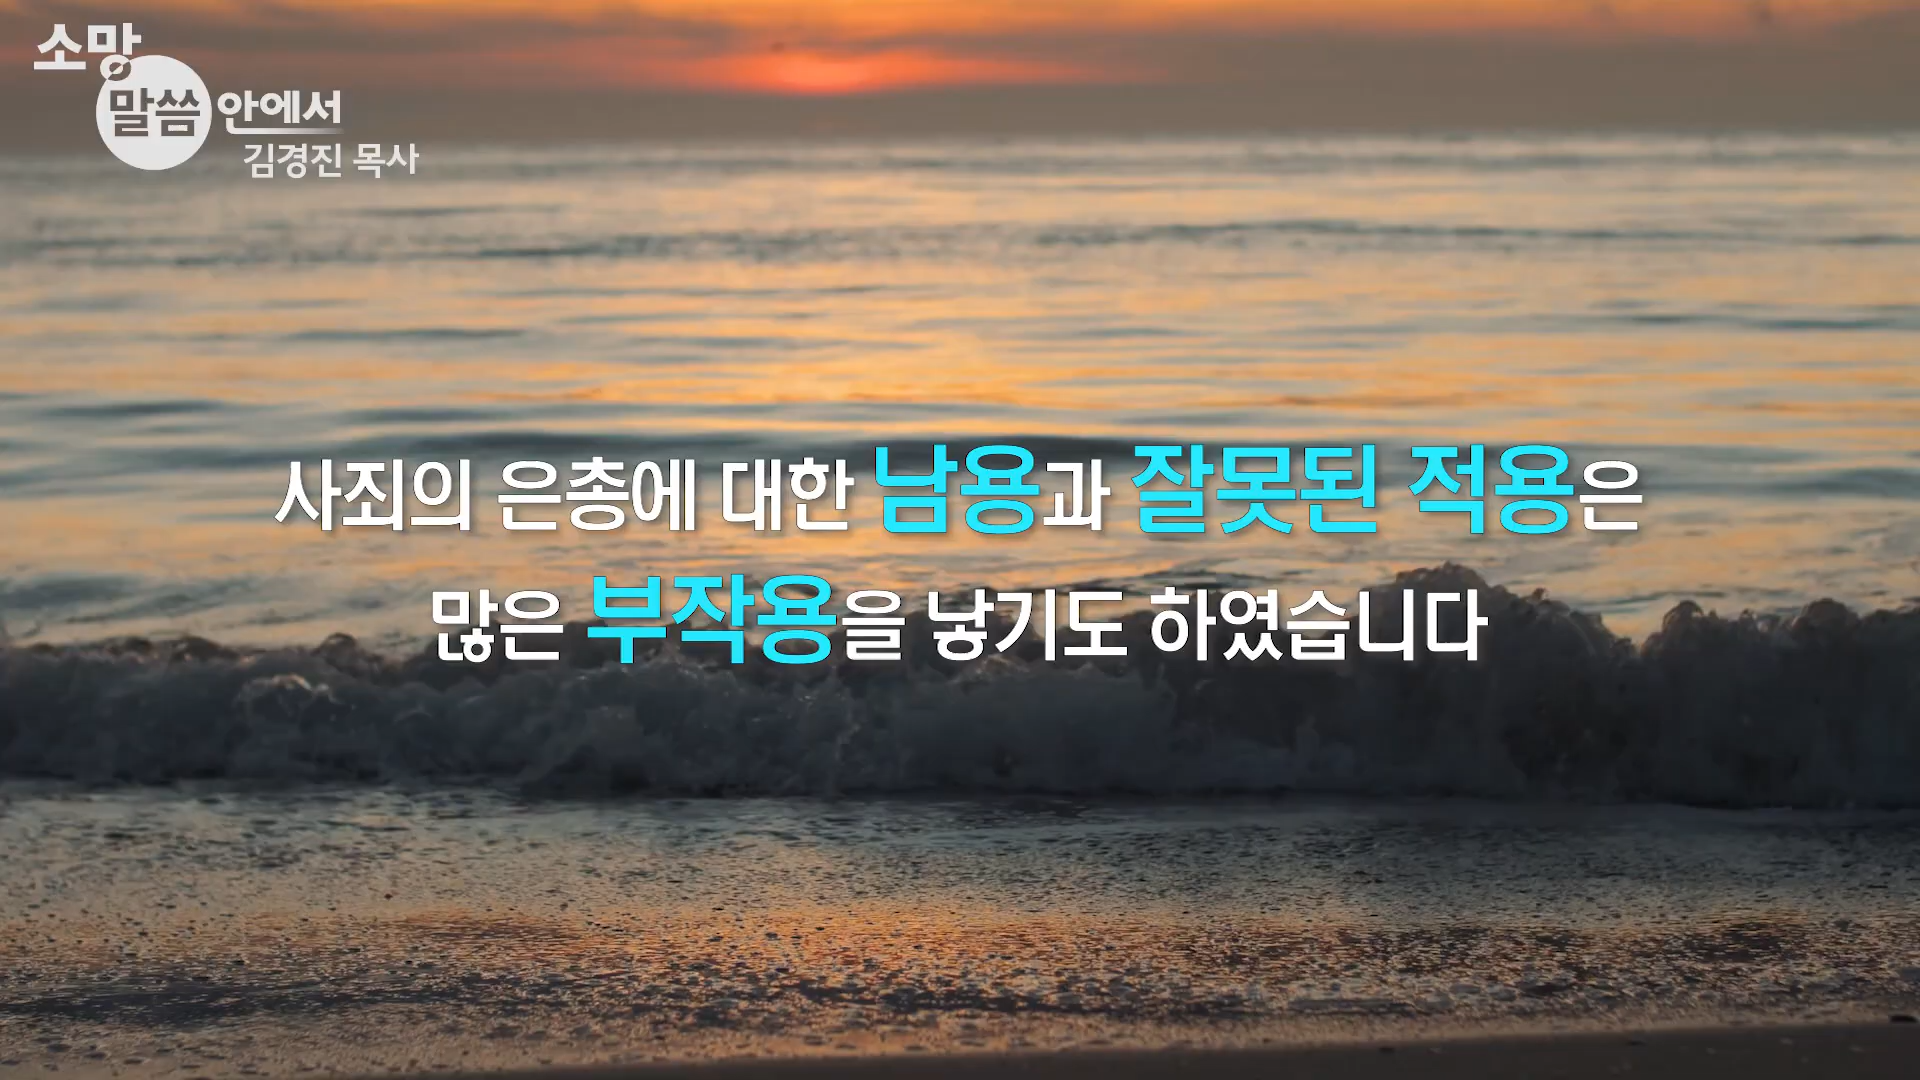 소망
말씀 안에서
김경진 목사
사죄의 은총에 대한 남용과 잘못된 적용은
많은 부작용을 낳기도 하였습니다